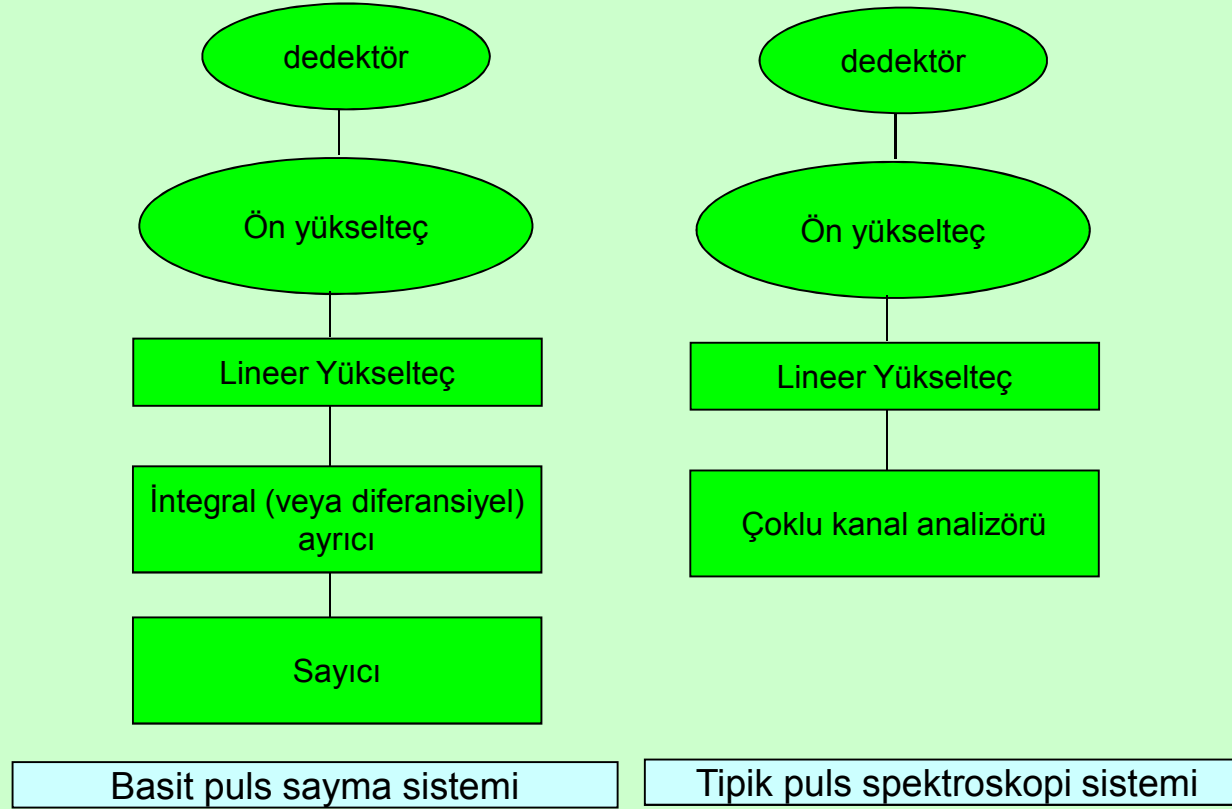 dedektör
Ön yükselteç
Lineer Yükselteç
İntegral (veya diferansiyel)
ayrıcı
Sayıcı
Basit puls sayma sistemi
dedektör
Ön yükselteç
Lineer Yükselteç
Çoklu kanal analizörü
Tipik puls spektroskopi sistemi